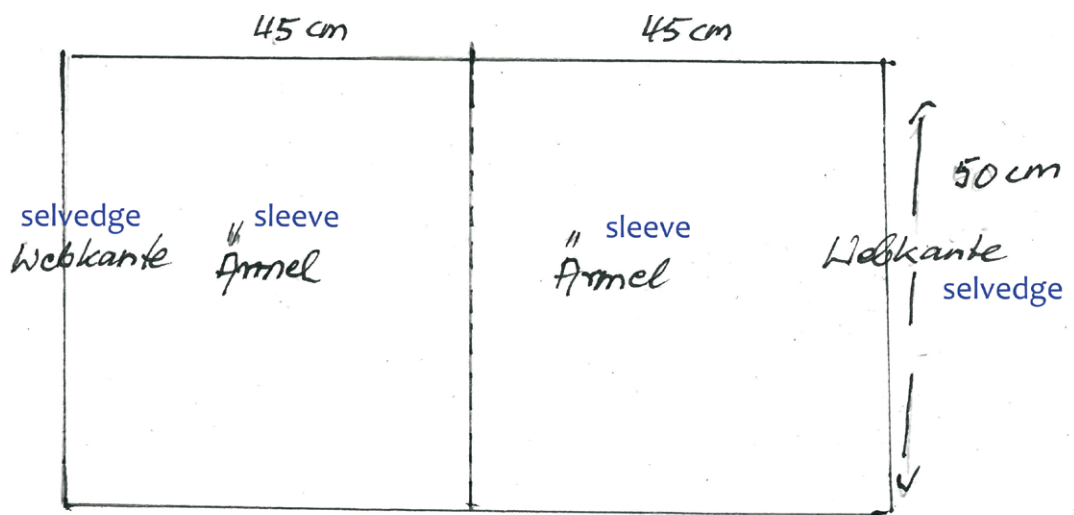 45 cm
45 cm
50 cm
selvedge
Webkante
sleeve
Ärmel
sleeve
Ärmel
Webkante
selvedge